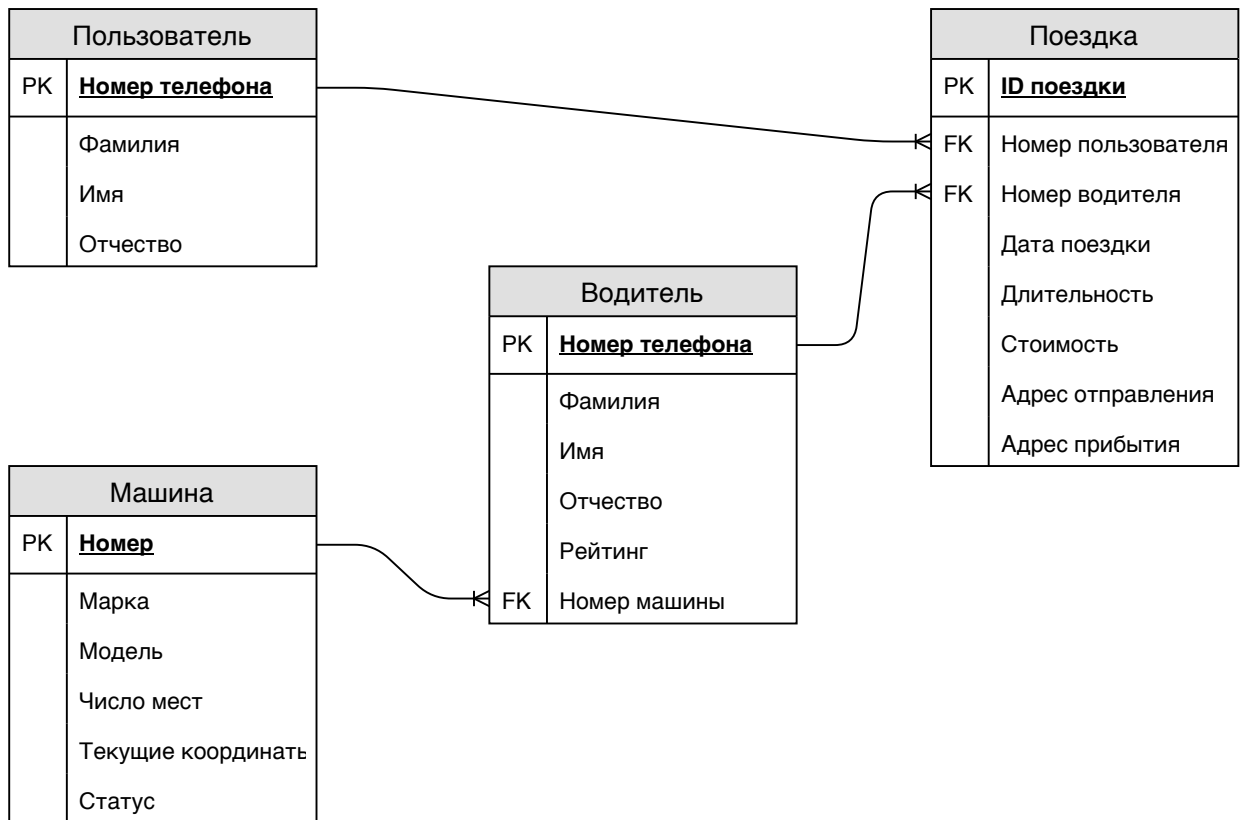 Пользователь
PK Номер телефона
Фамилия
Имя
Отчество
Поездка
PK ID поездки
FK Номер пользователя
FK Номер водителя
Дата поездки
Длительность
Стоимость
Адрес отправления
Адрес прибытия
Водитель
PK Номер телефона
Фамилия
Имя
Отчество
Рейтинг
FK Номер машины
Машина
PK Номер
Марка
Модель
Число мест
Текущие координаты
Статус